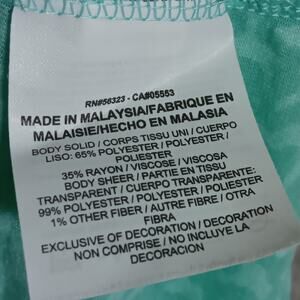 RN#56323 - CA#05553
MADE IN MALAYSIA/FABRIQUE EN
MALAISIE/HECHO EN MALASIA
BODY SOLID / CORPS TISSU UNI / CUERPO
LISO: 65% POLYESTER / POLYESTER /
POLIESTER
35% RAYON / VISCOSE / VISCOSA
BODY SHEER / PARTIE EN TISSU
TRANSPARENT / CUERPO TRANSPARENTE:
99% POLYESTER / POLYESTER / POLIESTER
1% OTHER FIBER / AUTRE FIBRE / OTRA
FIBRA
EXCLUSIVE OF DECORATION / DECORATION
NON COMPRISE / NO INCLUYE LA
DECORACION